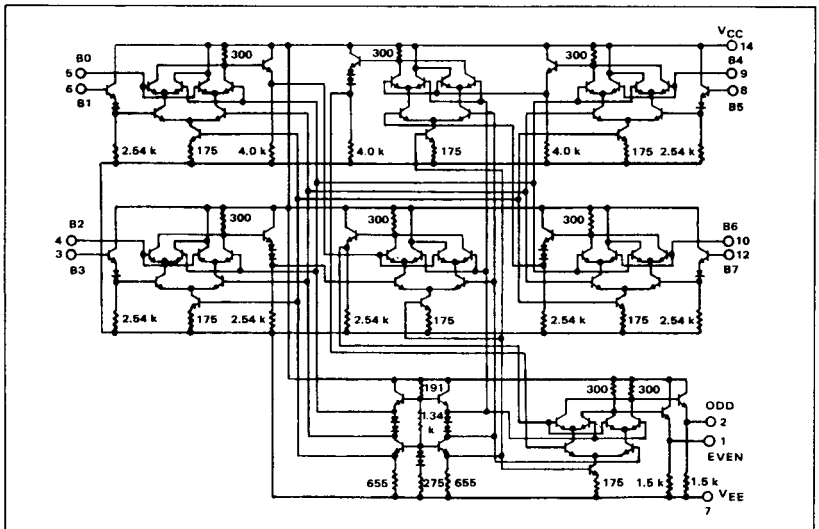 300 300 300 VCC
14
B0 B4
5 9
6 8
B1 B5
2.54 k 175 4.0 k 4.0 k 175 4.0 k 175 2.54 k
300 300 300
B2 B6
4 10
3 12
B3 B7
2.54 k 175 2.54 k 2.54 k 175 2.54 k 175 2.54 k
191 300 300
1.34 k
ODD
2
1
EVEN
655 275 655 175 1.5 k 1.5 k VEE
7